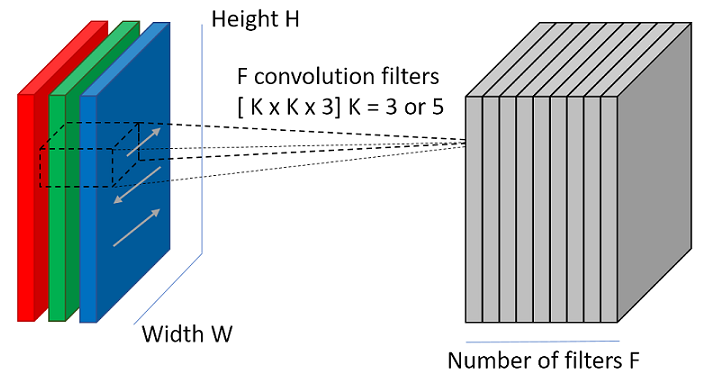 Height H
F convolution filters
[ K x K x 3] K = 3 or 5
Width W
Number of filters F